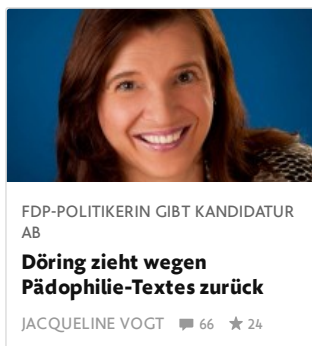 FDP-POLITIKERIN GIBT KANDIDATUR
AB
Döring zieht wegen
Pädophilie-Textes zurück
JACQUELINE VOGT 66 24